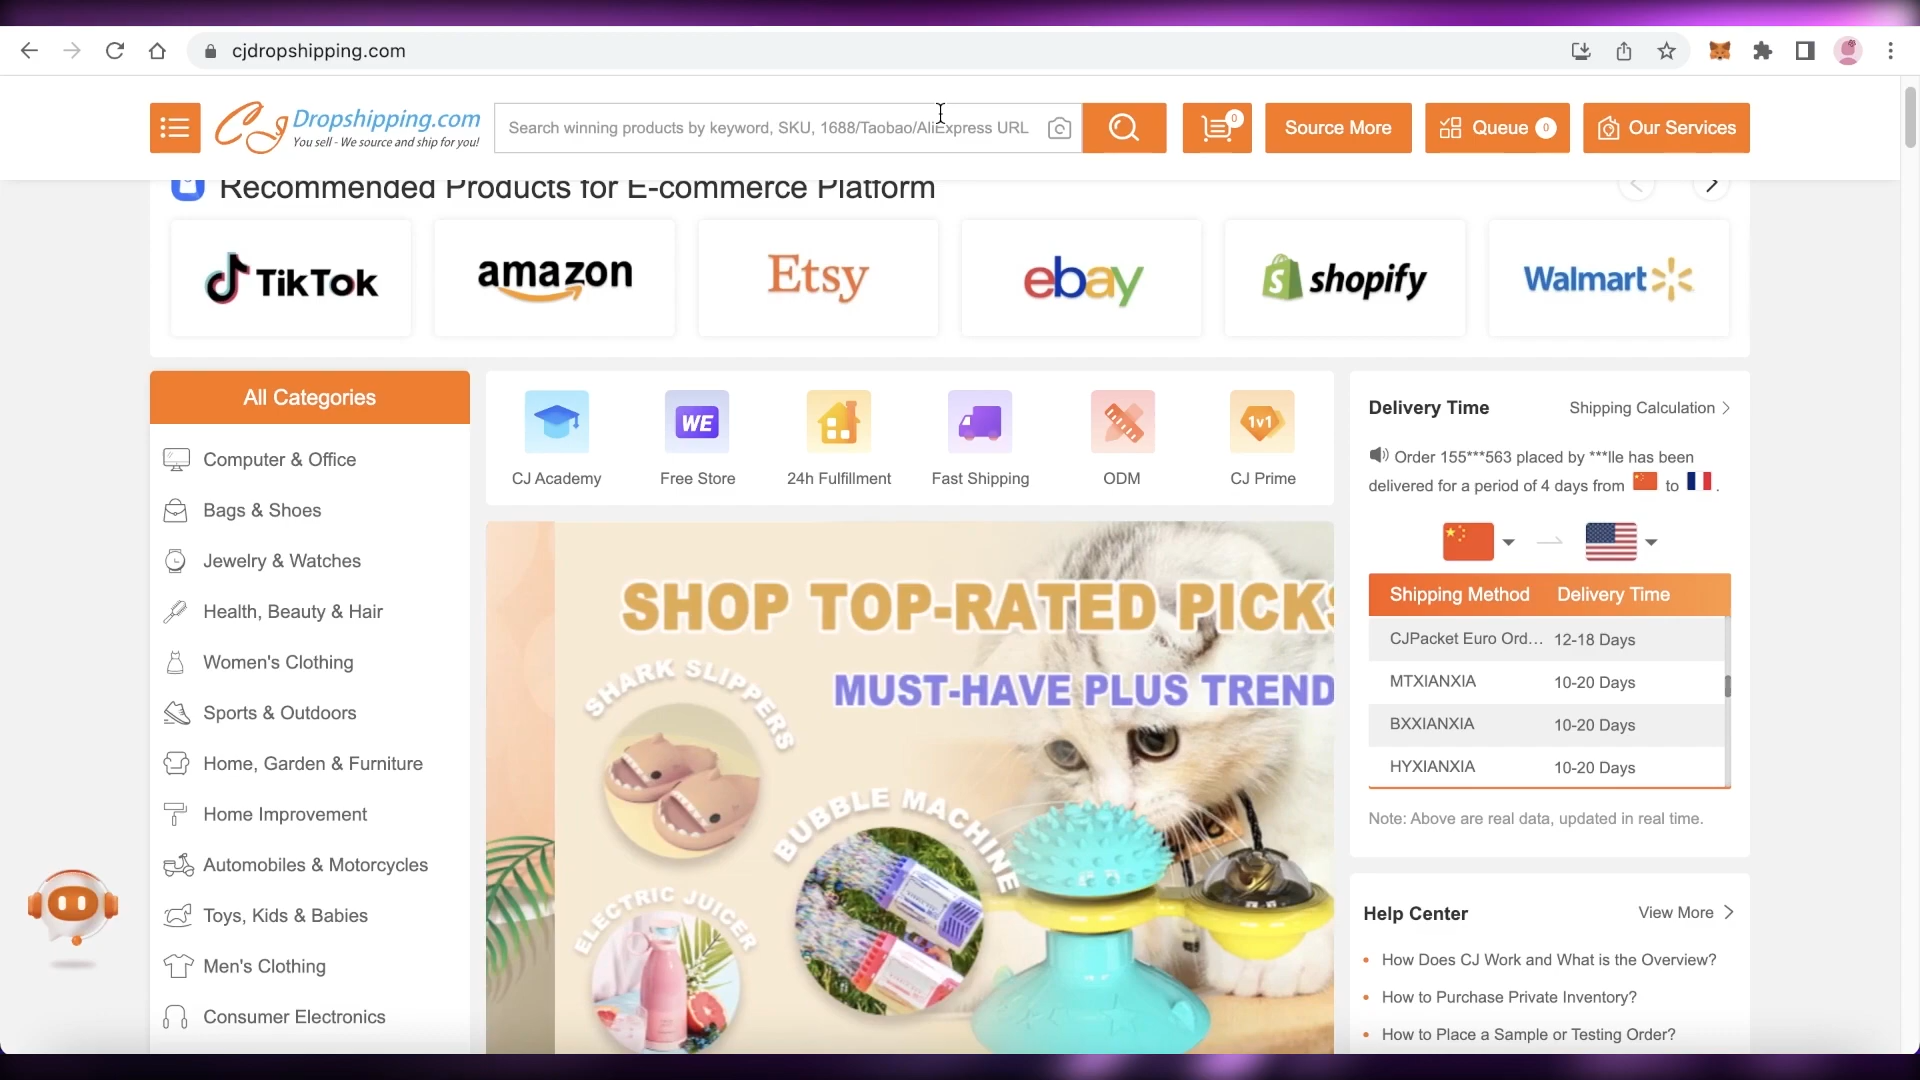 cjdropshipping.com
CJ Dropshipping.com
You sell - We source and ship for you!
Search winning products by keyword, SKU, 1688/Taobao/AliExpress URL
0
Source More
Queue 0
Our Services
Recommended Products for E-commerce Platform
TikTok
amazon
Etsy
ebay
shopify
Walmart
All Categories
Computer & Office
Bags & Shoes
Jewelry & Watches
Health, Beauty & Hair
Women's Clothing
Sports & Outdoors
Home, Garden & Furniture
Home Improvement
Automobiles & Motorcycles
Toys, Kids & Babies
Men's Clothing
Consumer Electronics
WE
1v1
CJ Academy
Free Store
24h Fulfillment
Fast Shipping
ODM
CJ Prime
SHOP TOP-RATED PICKS
MUST-HAVE PLUS TREND
SHARK SLIPPERS
BUBBLE MACHINE
ELECTRIC JUICER
Delivery Time
Shipping Calculation
Order 155***563 placed by ***lle has been
delivered for a period of 4 days from to .
Shipping Method Delivery Time
CJPacket Euro Ord... 12-18 Days
MTXIANXIA 10-20 Days
BXXIANXIA 10-20 Days
HYXIANXIA 10-20 Days
Note: Above are real data, updated in real time.
Help Center
View More
How Does CJ Work and What is the Overview?
How to Purchase Private Inventory?
How to Place a Sample or Testing Order?